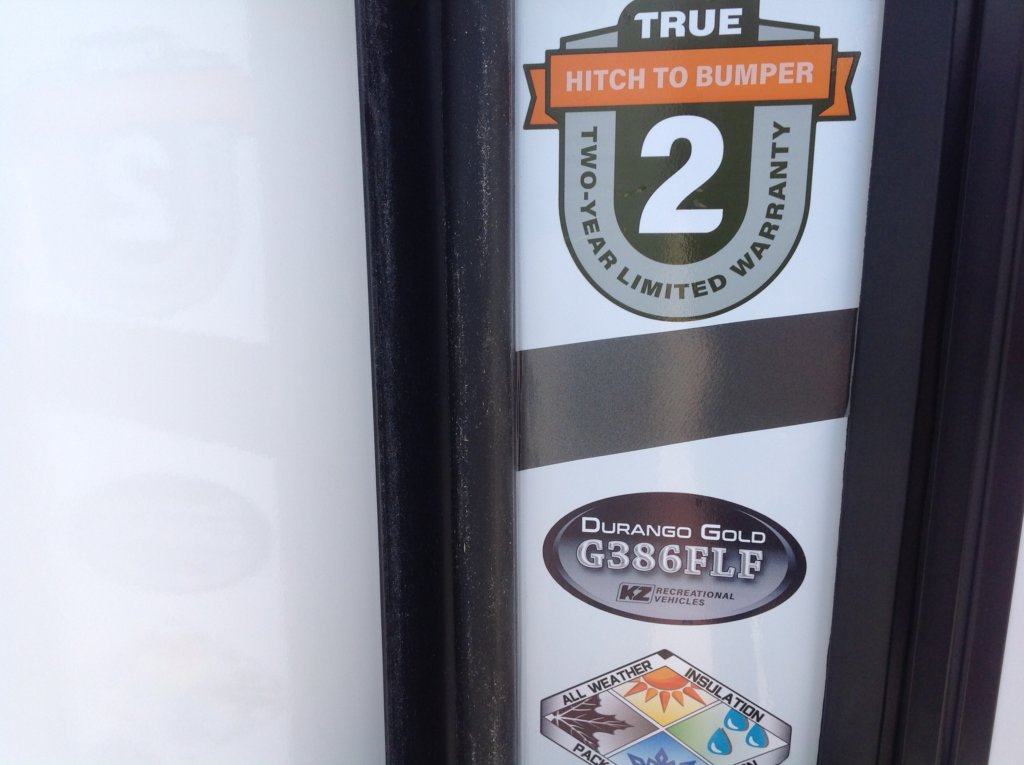 TRUE
HITCH TO BUMPER
2
TWO-YEAR LIMITED WARRANTY
DURANGO GOLD
G386FLF
KZ RECREATIONAL
VEHICLES
ALL WEATHER
INSULATION